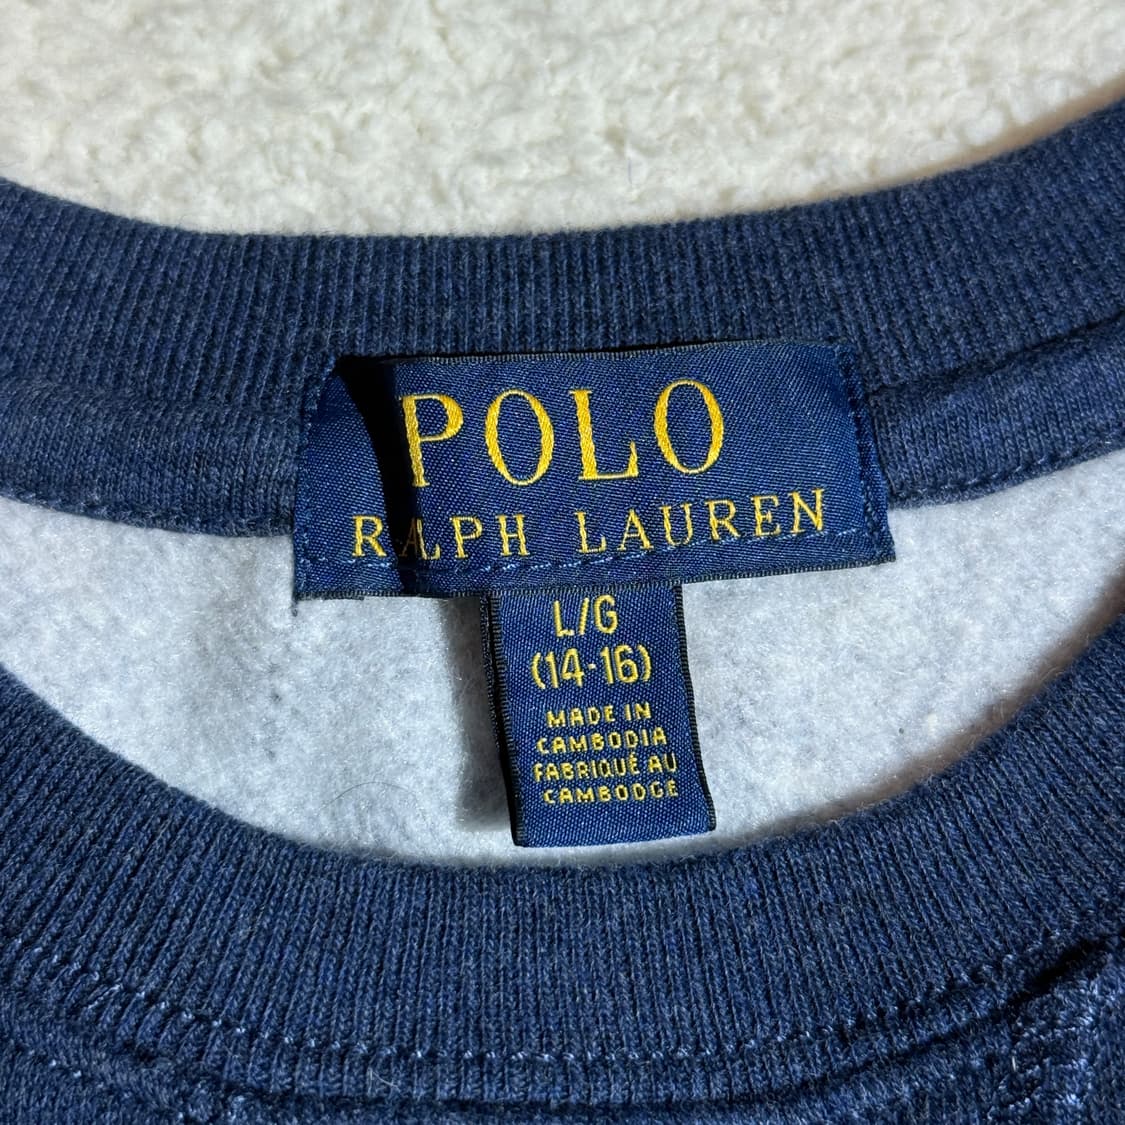 POLO
RALPH LAUREN
L/G
(14-16)
MADE IN
CAMBODIA
FABRIQUÉ AU
CAMBODGE